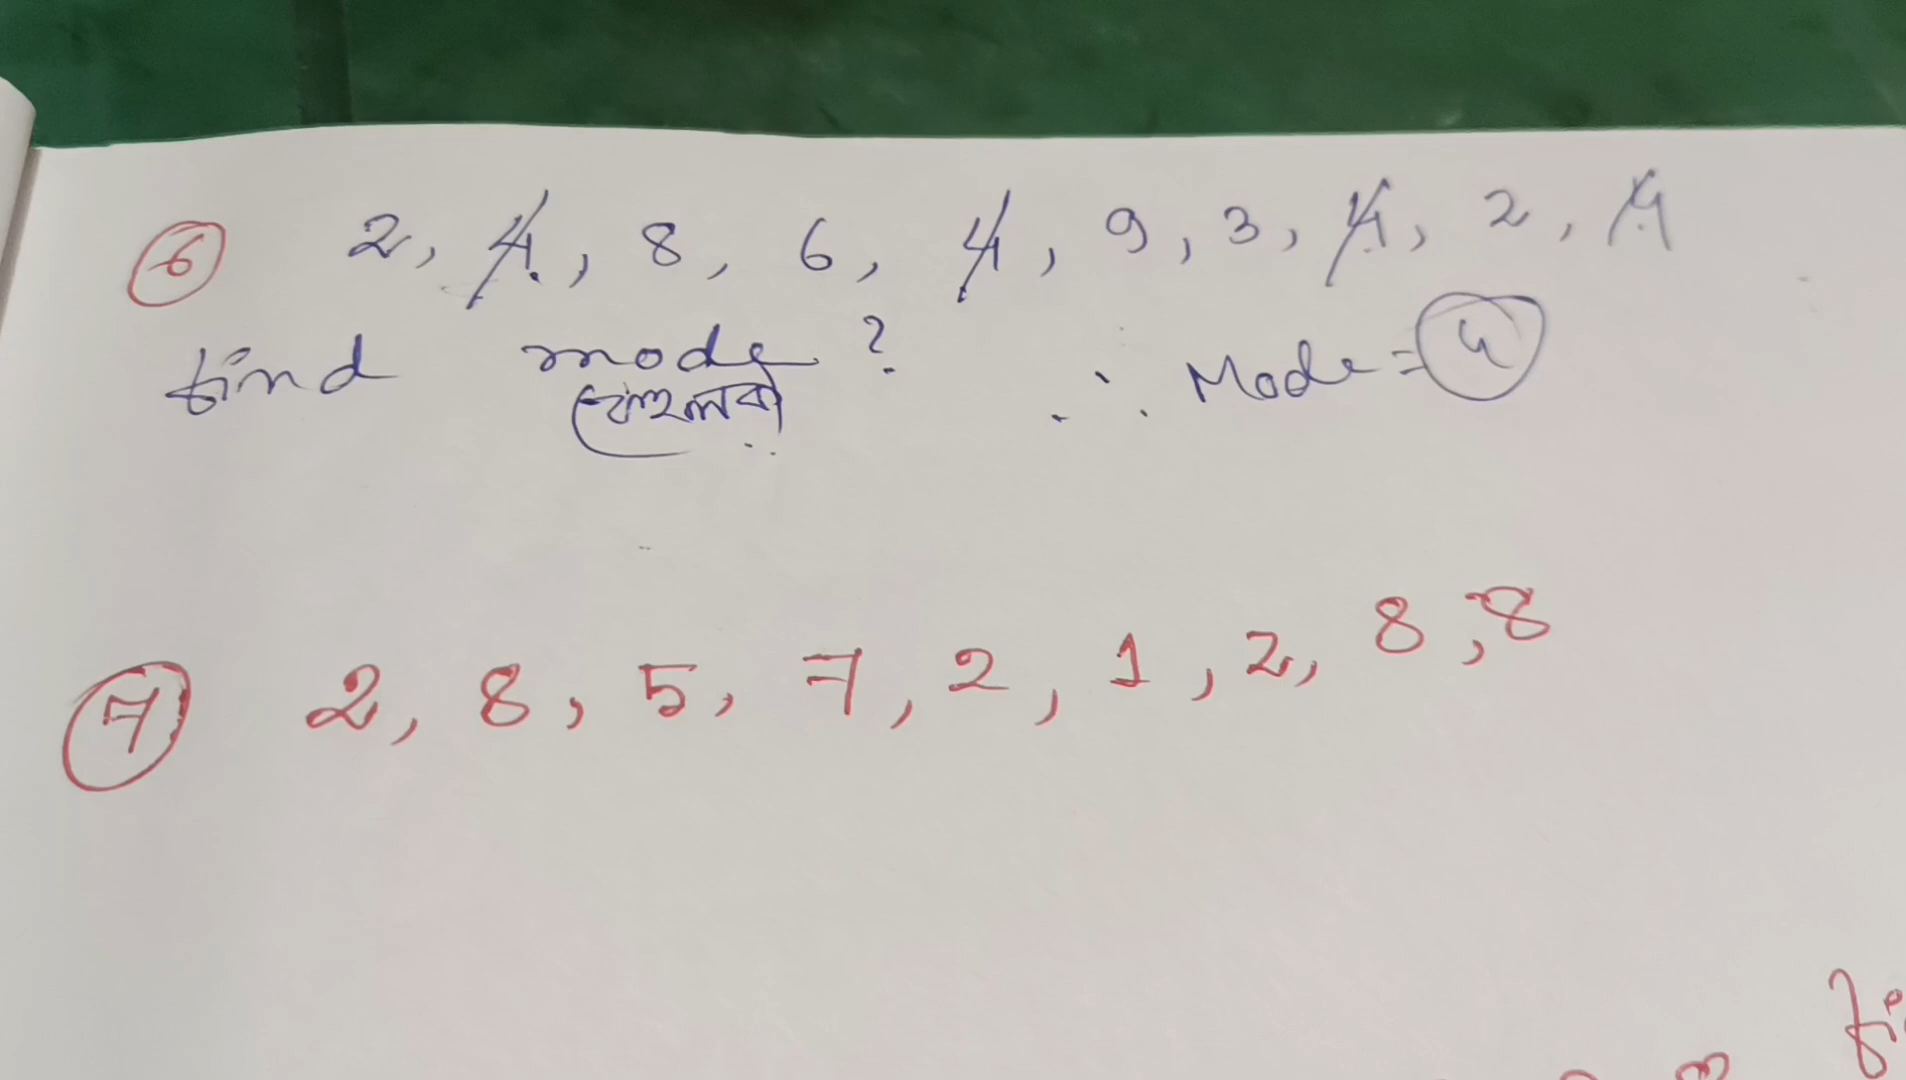 6 2, 4, 8, 6, 4, 9, 3, 4, 2, 4
find mode ? ∴ Mode = 4
7 2, 8, 5, 7, 2, 1, 2, 8, 8